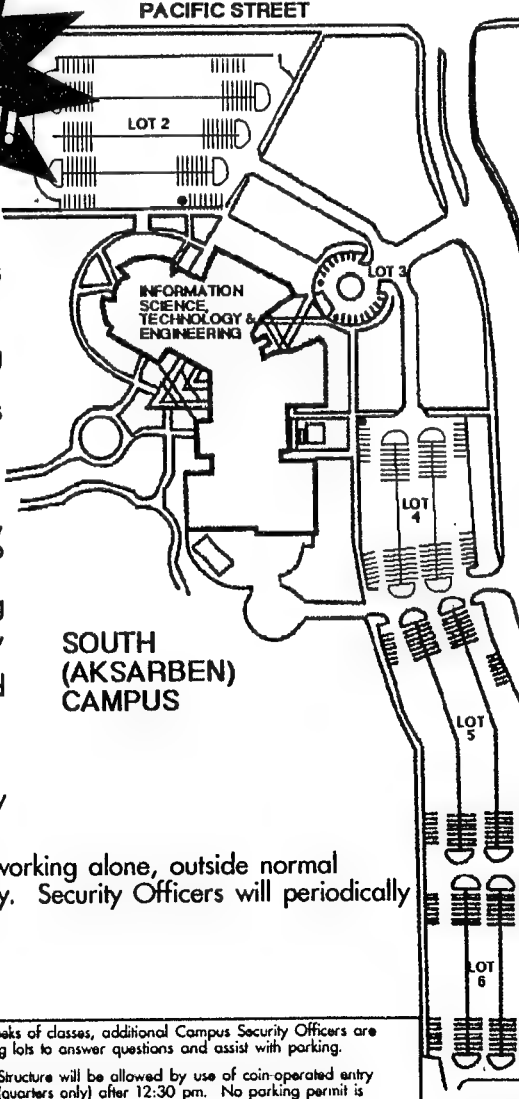 PACIFIC STREET
LOT 2
LOT 3
INFORMATION
SCIENCE,
TECHNOLOGY &
ENGINEERING
LOT
4
SOUTH
(AKSARBEN)
CAMPUS
LOT
5
working alone, outside normal
y. Security Officers will periodically
LOT
6
eks of classes, additional Campus Security Officers are
g lots to answer questions and assist with parking.
Structure will be allowed by use of coin-operated entry
(quarters only) after 12:30 pm. No parking permit is